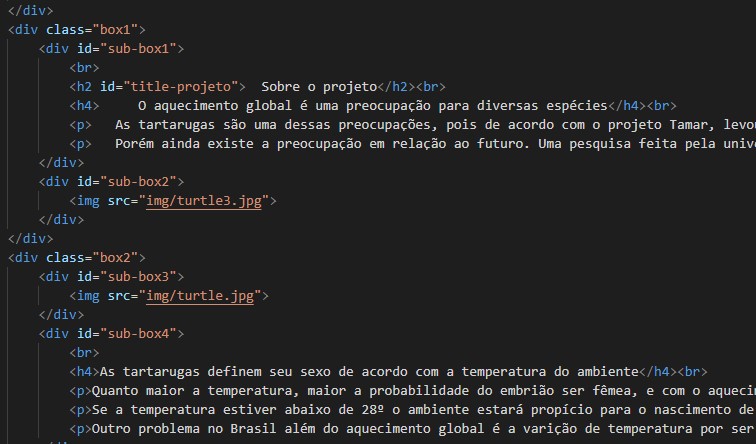 </div>
<div class="box1">
<div id="sub-box1">
<br>
<h2 id="title-projeto"> Sobre o projeto</h2><br>
<h4> O aquecimento global é uma preocupação para diversas espécies</h4><br>
<p> As tartarugas são uma dessas preocupações, pois de acordo com o projeto Tamar, levou
<p> Porém ainda existe a preocupação em relação ao futuro. Uma pesquisa feita pela unive
</div>
<div id="sub-box2">
<img src="img/turtle3.jpg">
</div>
</div>
<div class="box2">
<div id="sub-box3">
<img src="img/turtle.jpg">
</div>
<div id="sub-box4">
<br>
<h4>As tartarugas definem seu sexo de acordo com a temperatura do ambiente</h4><br>
<p>Quanto maior a temperatura, maior a probabilidade do embrião ser fêmea, e com o aquecim
<p>Se a temperatura estiver abaixo de 28º o ambiente estará propício para o nascimento de
<p>Outro problema no Brasil além do aquecimento global é a varição de temperatura por ser